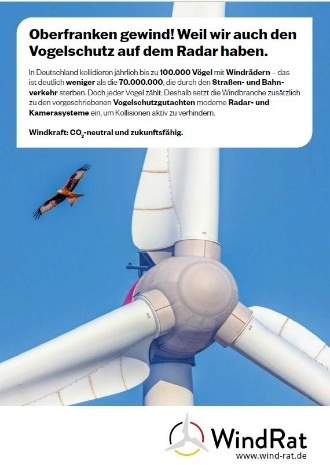 Oberfranken gewind! Weil wir auch den
Vogelschutz auf dem Radar haben.
In Deutschland kollidieren jährlich bis zu 100.000 Vögel mit Windrädern – das
ist deutlich weniger als die 70.000.000, die durch den Straßen- und Bahn-
verkehr sterben. Doch jeder Vogel zählt. Deshalb setzt die Windbranche zusätzlich
zu den vorgeschriebenen Vogelschutzgutachten moderne Radar- und
Kamerasysteme ein, um Kollisionen aktiv zu verhindern.
Windkraft: CO₂-neutral und zukunftsfähig.
WindRat
www.wind-rat.de